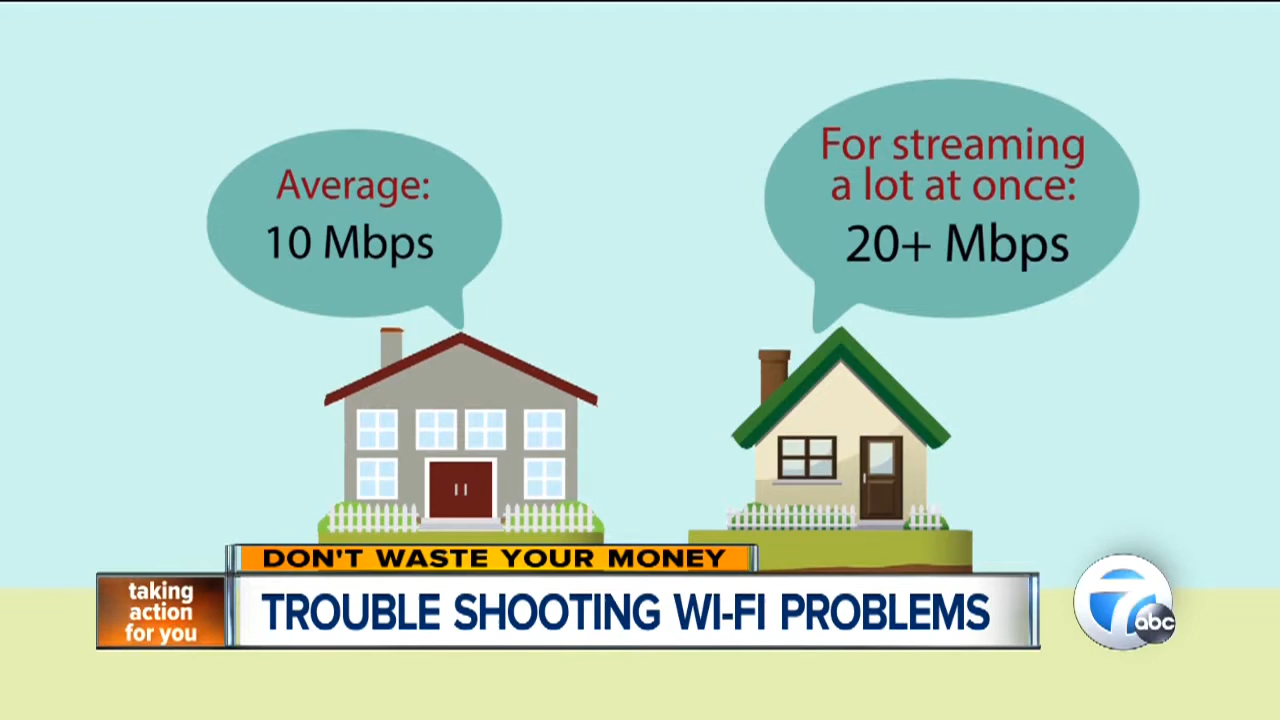 Average:
10 Mbps
For streaming
a lot at once:
20+ Mbps
DON'T WASTE YOUR MONEY
taking
action
for you
TROUBLE SHOOTING WI-FI PROBLEMS
7
abc